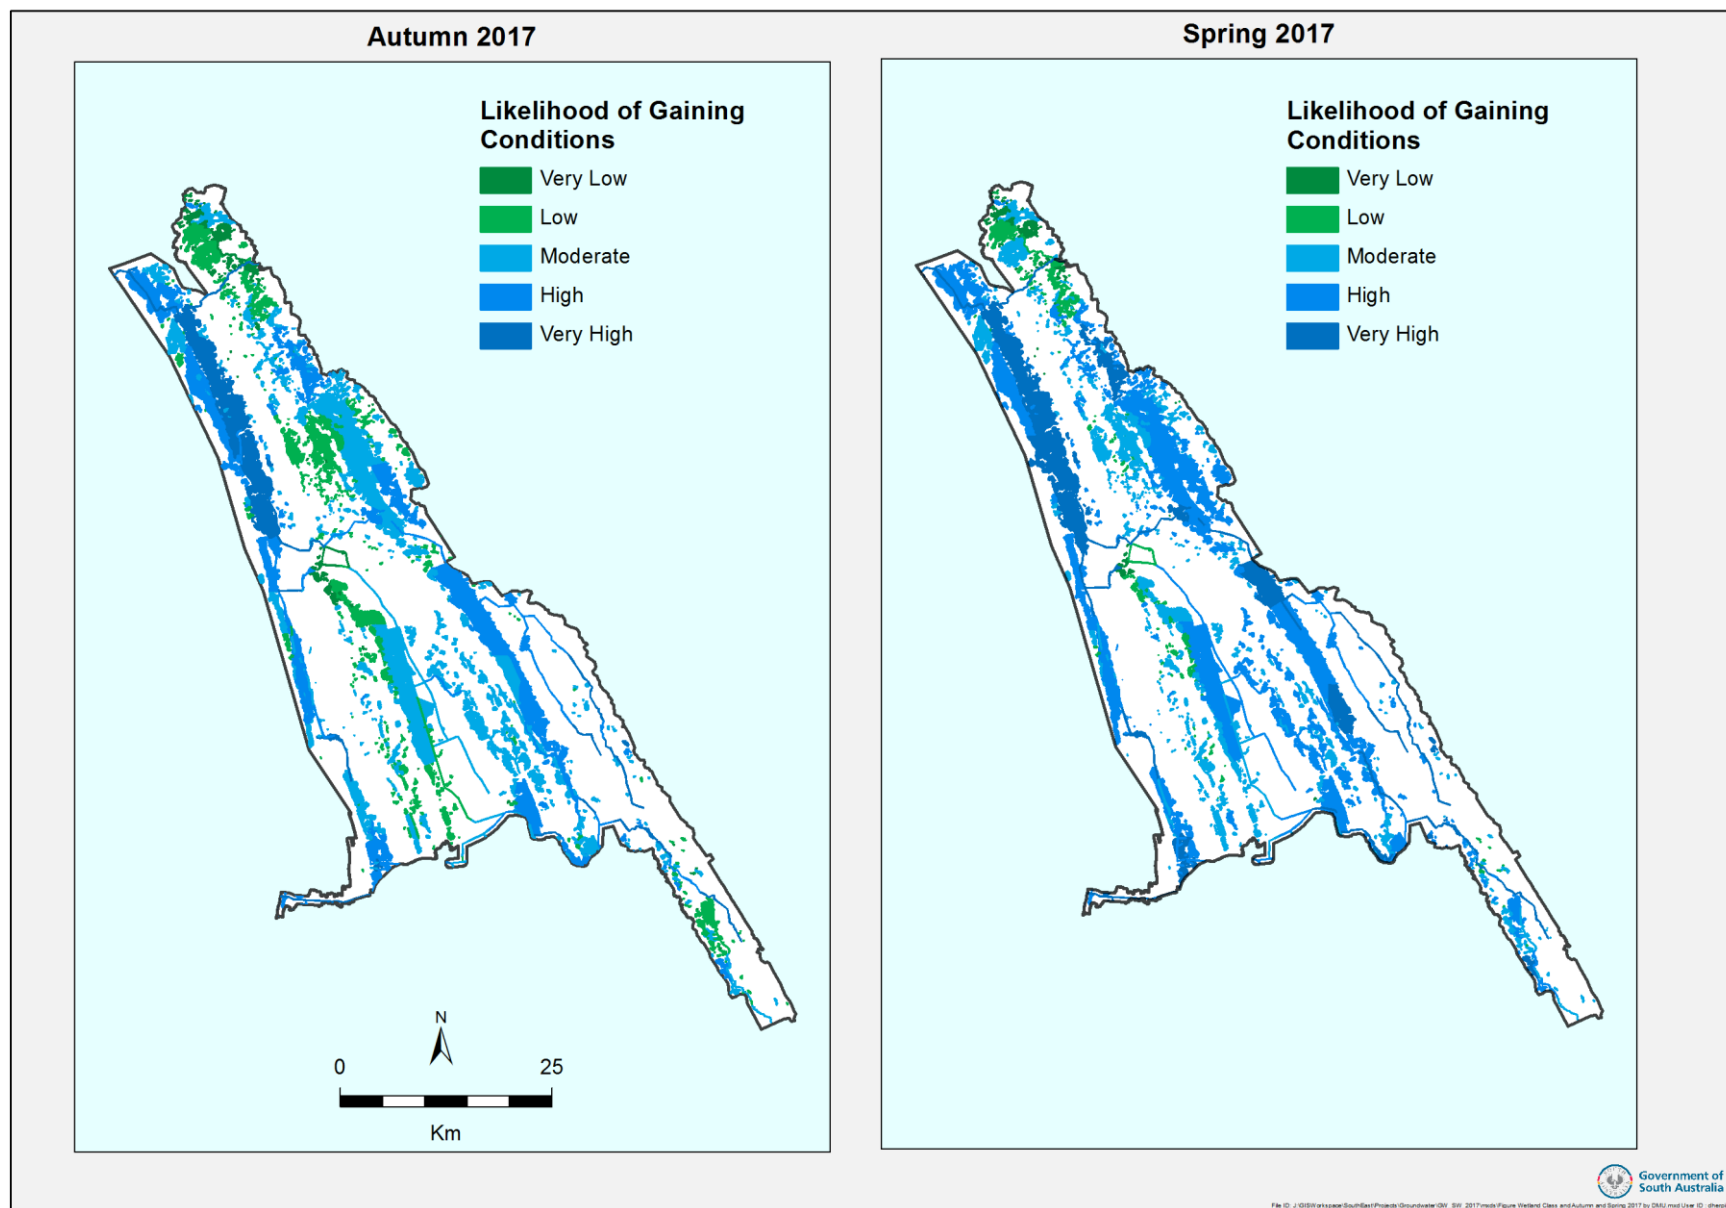 Autumn 2017
Spring 2017
Likelihood of Gaining
Conditions
Very Low
Low
Moderate
High
Very High
N
0 25
Km
Likelihood of Gaining
Conditions
Very Low
Low
Moderate
High
Very High
Government of
South Australia